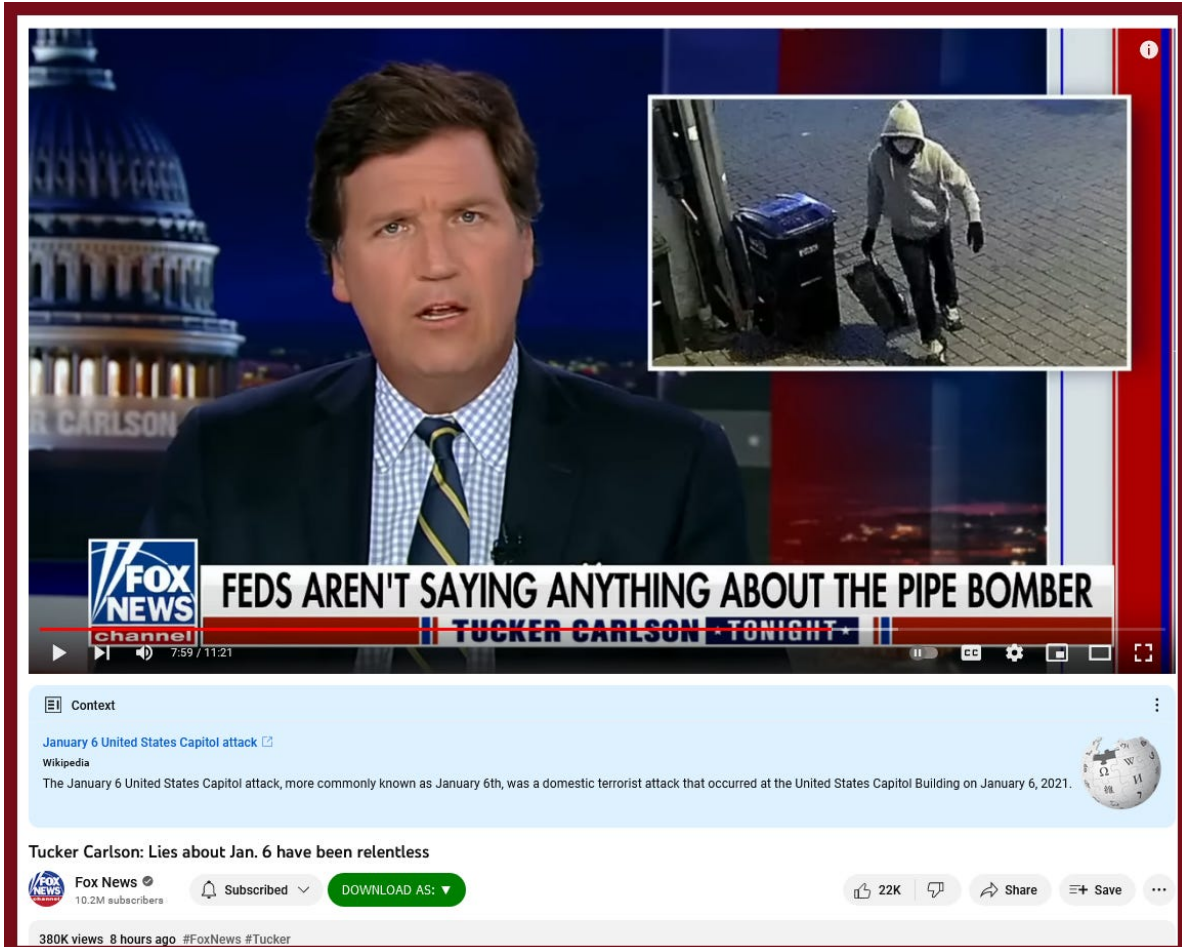 R CARLSON
FOX
NEWS
channel
FEDS AREN'T SAYING ANYTHING ABOUT THE PIPE BOMBER
TUCKER CARLSON TONIGHT
7:59 / 11:21
CC
Context
January 6 United States Capitol attack
Wikipedia
The January 6 United States Capitol attack, more commonly known as January 6th, was a domestic terrorist attack that occurred at the United States Capitol Building on January 6, 2021.
Tucker Carlson: Lies about Jan. 6 have been relentless
FOX
NEWS
channel
Fox News
10.2M subscribers
Subscribed
DOWNLOAD AS: ▼
22K
Share
Save
380K views 8 hours ago #FoxNews #Tucker